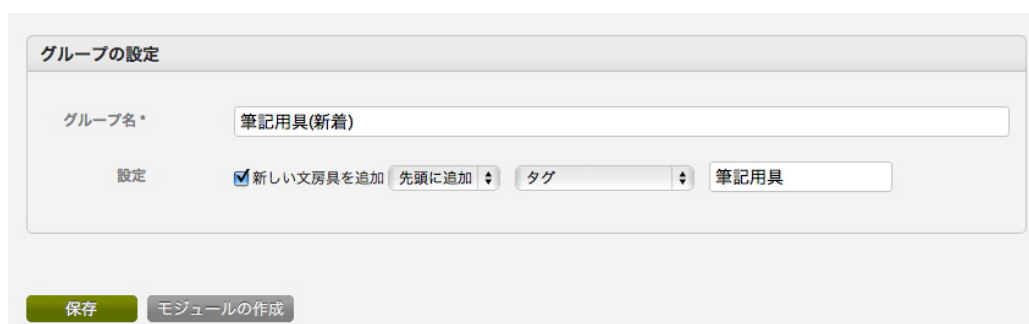 グループの設定
グループ名 * 筆記用具(新着)
設定 新しい文房具を追加 先頭に追加 タグ 筆記用具
保存 モジュールの作成